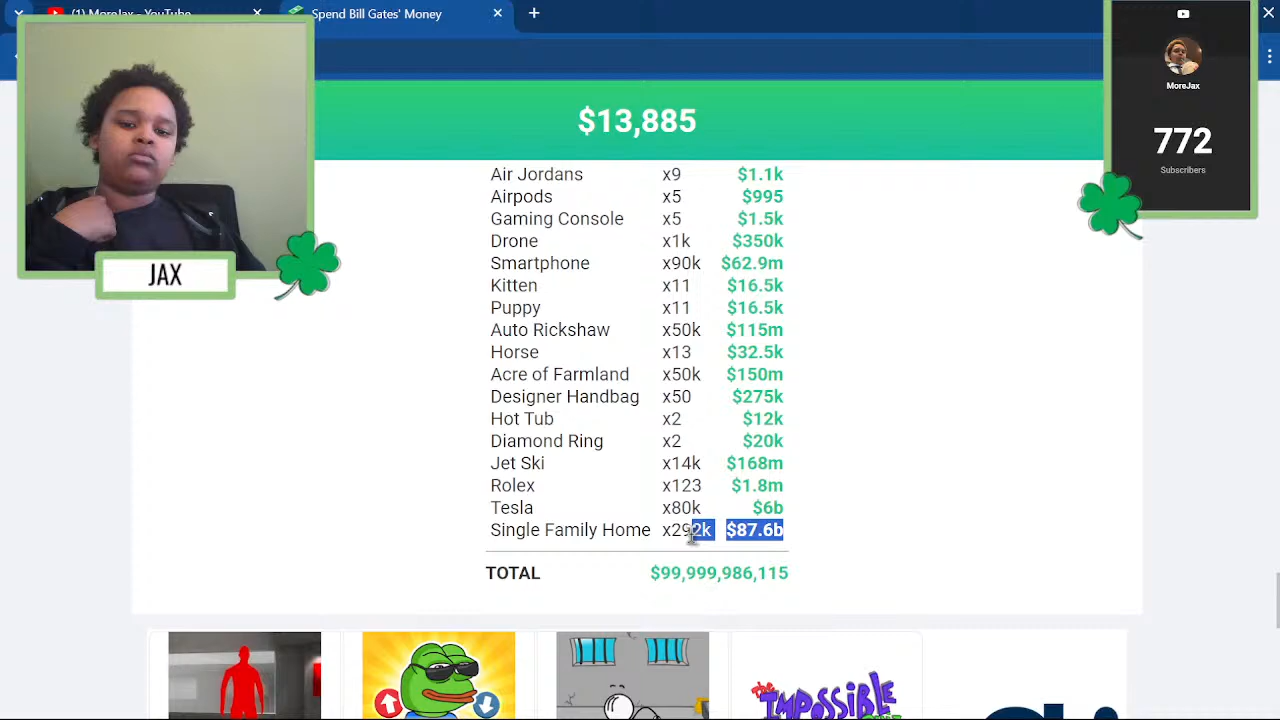 (1) MoreJax - YouTube
Spend Bill Gates' Money
$13,885
JAX
MoreJax
772
Subscribers
Air Jordans x9 $1.1k
Airpods x5 $995
Gaming Console x5 $1.5k
Drone x1k $350k
Smartphone x90k $62.9m
Kitten x11 $16.5k
Puppy x11 $16.5k
Auto Rickshaw x50k $115m
Horse x13 $32.5k
Acre of Farmland x50k $150m
Designer Handbag x50 $275k
Hot Tub x2 $12k
Diamond Ring x2 $20k
Jet Ski x14k $168m
Rolex x123 $1.8m
Tesla x80k $6b
Single Family Home x292k $87.6b
TOTAL $99,999,986,115
the
IMPOSSIBLE